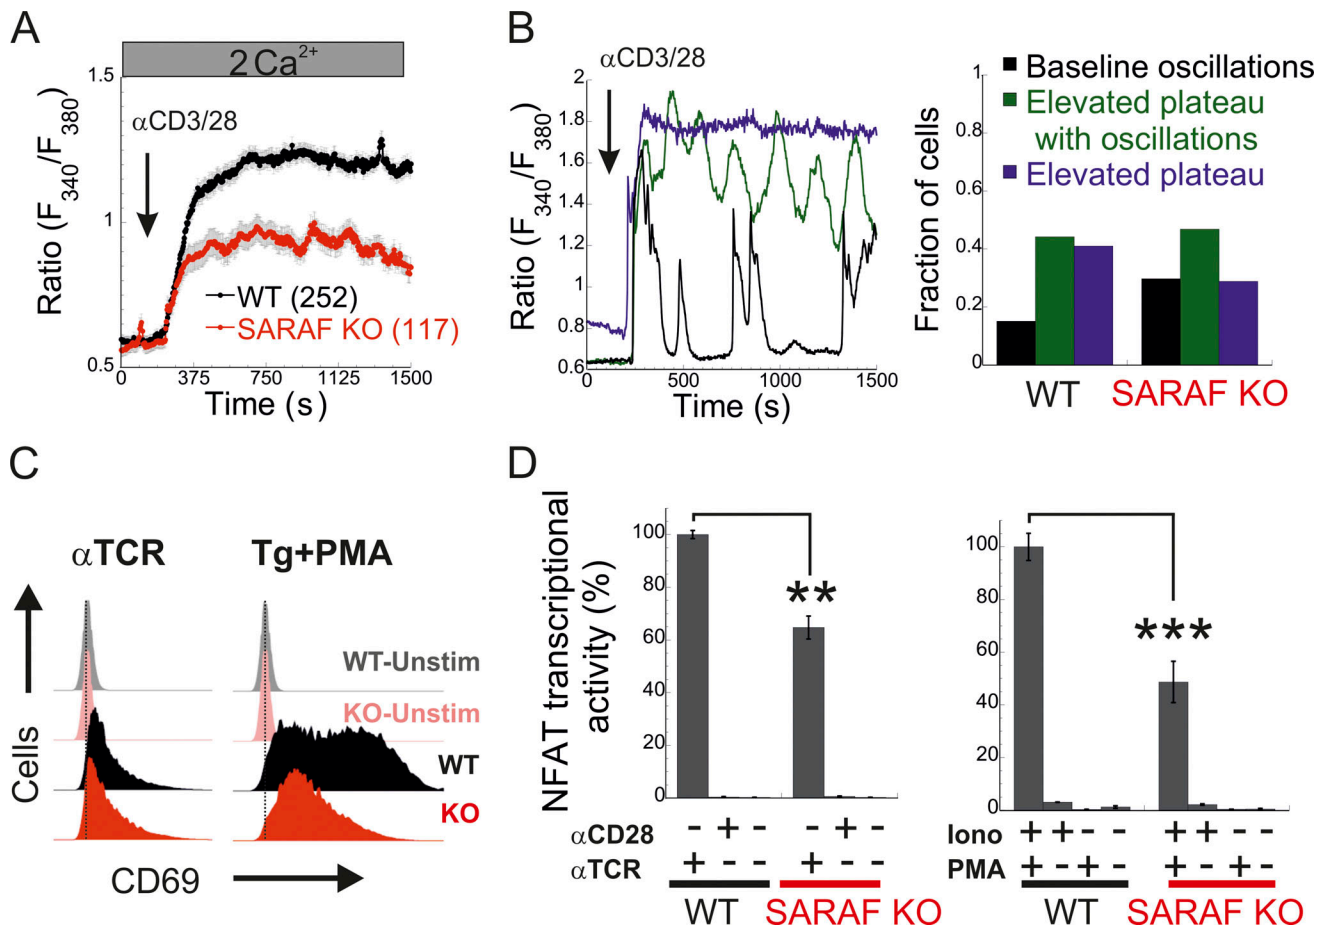 A
2 Ca2+
1.5
αCD3/28
1
0.5
Ratio (F340/F380)
WT (252)
SARAF KO (117)
0 375 750 1125 1500
Time (s)
B
αCD3/28
2
1.8
1.6
1.4
1.2
1
0.8
0.6
Ratio (F340/F380)
0 500 1000 1500
Time (s)
Baseline oscillations
Elevated plateau
with oscillations
Elevated plateau
1
0.8
0.6
0.4
0.2
0
Fraction of cells
WT SARAF KO
C
αTCR Tg+PMA
WT-Unstim
KO-Unstim
WT
KO
Cells
CD69
D
NFAT transcriptional
activity (%)
100
80
60
40
20
0
**
αCD28 - + - - + -
αTCR + - - + - -
WT SARAF KO
100
80
60
40
20
0
***
Iono + + - - + + - -
PMA + - + - + - + -
WT SARAF KO